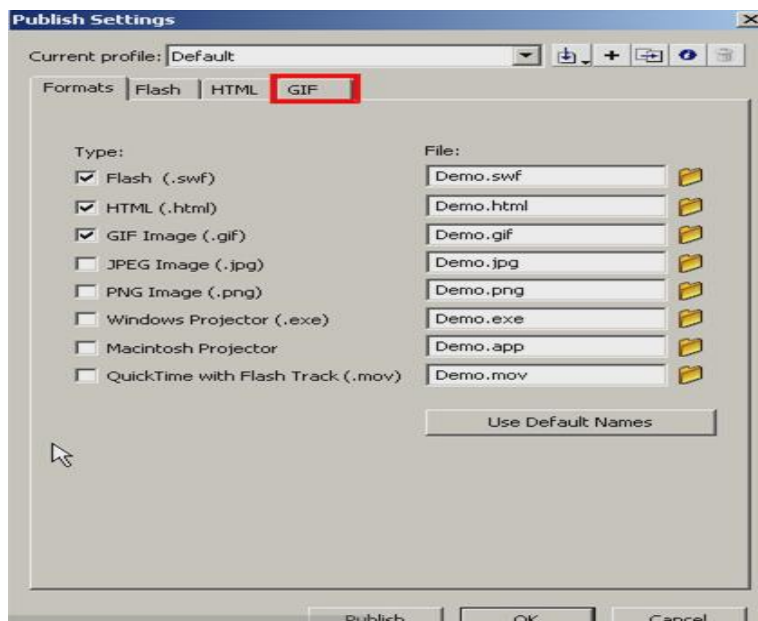 Publish Settings
Current profile: Default
Formats Flash HTML GIF
Type: File:
Flash (.swf) Demo.swf
HTML (.html) Demo.html
GIF Image (.gif) Demo.gif
JPEG Image (.jpg) Demo.jpg
PNG Image (.png) Demo.png
Windows Projector (.exe) Demo.exe
Macintosh Projector Demo.app
QuickTime with Flash Track (.mov) Demo.mov
Use Default Names
Publish OK Cancel